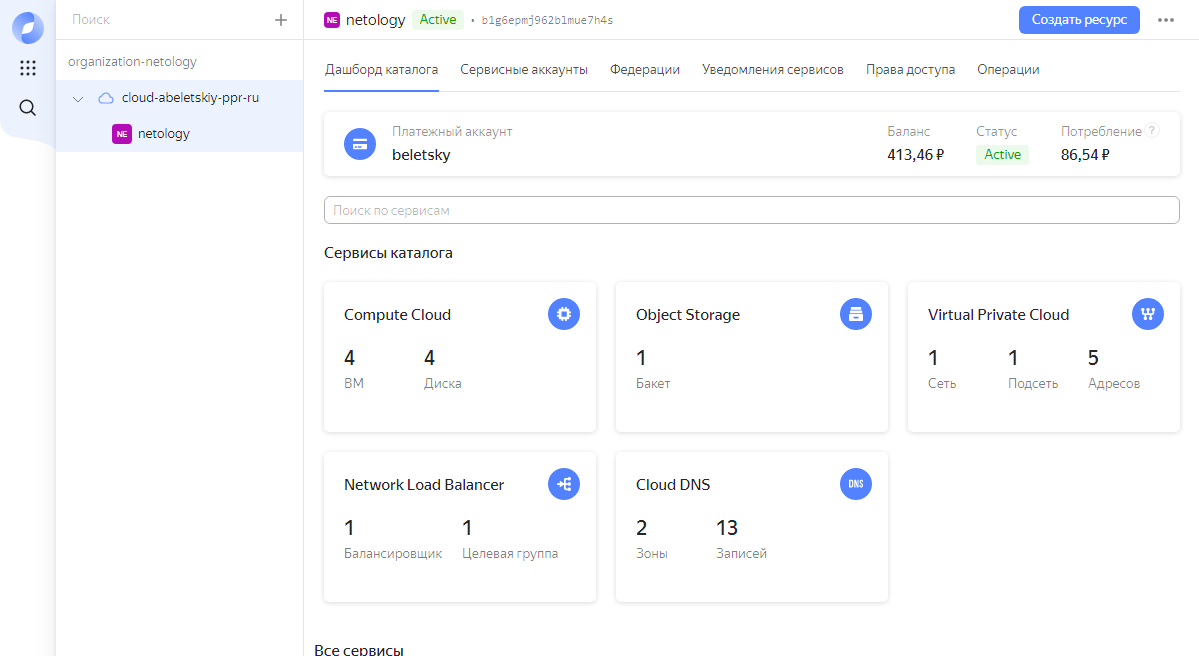 Поиск
organization-netology
cloud-abeletskiy-ppr-ru
NE netology
NE netology Active • b1g6epmj962blmue7h4s
Создать ресурс
Дашборд каталога Сервисные аккаунты Федерации Уведомления сервисов Права доступа Операции
Платежный аккаунт Баланс Статус Потребление ?
beletsky 413,46 ₽ Active 86,54 ₽
Поиск по сервисам
Сервисы каталога
Compute Cloud
4 4
ВМ Диска
Object Storage
1
Бакет
Virtual Private Cloud
1 1 5
Сеть Подсеть Адресов
Network Load Balancer
1 1
Балансировщик Целевая группа
Cloud DNS
DNS
2 13
Зоны Записей
Все сервисы